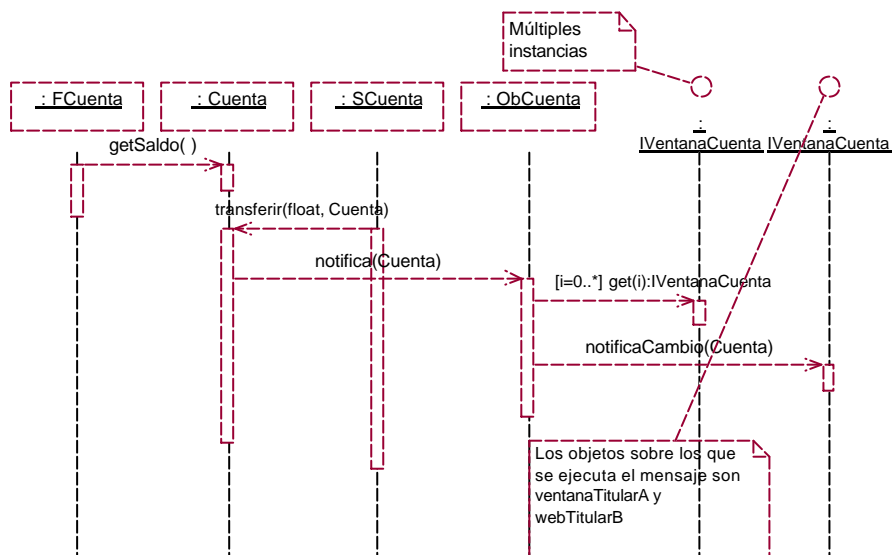 Múltiples
instancias
: FCuenta
: Cuenta
: SCuenta
: ObCuenta
:
IVentanaCuenta
:
IVentanaCuenta
getSaldo( )
transferir(float, Cuenta)
notifica(Cuenta)
[i=0..*] get(i):IVentanaCuenta
notificaCambio(Cuenta)
Los objetos sobre los que
se ejecuta el mensaje son
ventanaTitularA y
webTitularB